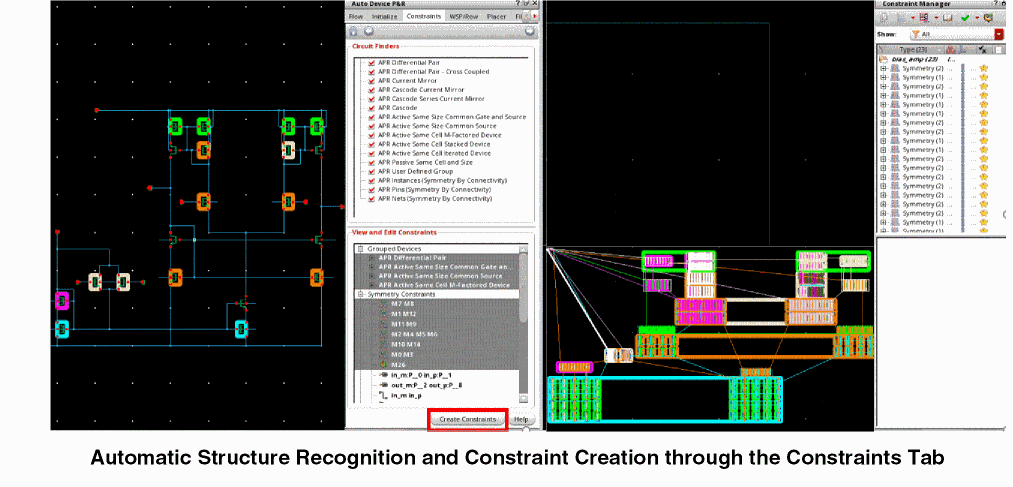 Auto Device P&R
Flow Initialize Constraints WSP/Row Placer
Circuit Finders
APR Differential Pair
APR Differential Pair - Cross Coupled
APR Current Mirror
APR Cascode Current Mirror
APR Cascode Series Current Mirror
APR Cascode
APR Active Same Size Common Gate and Source
APR Active Same Size Common Source
APR Active Same Cell M-Factored Device
APR Active Same Cell Stacked Device
APR Active Same Cell Iterated Device
APR Passive Same Cell and Size
APR User Defined Group
APR Instances (Symmetry By Connectivity)
APR Pins (Symmetry By Connectivity)
APR Nets (Symmetry By Connectivity)
View and Edit Constraints
Grouped Devices
APR Differential Pair
APR Active Same Size Common Gate an...
APR Active Same Size Common Source
APR Active Same Cell M-Factored Device
Symmetry Constraints
M7 M8
M1 M12
M11 M9
M2 M4 M5 M6
M10 M14
M0 M3
M26
in_m:P__0 in_p:P__1
out_m:P__2 out_p:P__8
in_m in_p
Create Constraints Help
Constraint Manager
Show: All
Type (23)
bias_amp (23)
Symmetry (2) ...
Symmetry (1) ...
Symmetry (1) ...
Symmetry (1) ...
Symmetry (2) ...
Symmetry (2) ...
Symmetry (2) ...
Symmetry (2) ...
Symmetry (1) ...
Symmetry (1) ...
Symmetry (2) ...
Symmetry (2) ...
Symmetry (2) ...
Symmetry (2) ...
Symmetry (2) ...
Symmetry (2) ...
Symmetry (2) ...
Symmetry (1) ...
Automatic Structure Recognition and Constraint Creation through the Constraints Tab